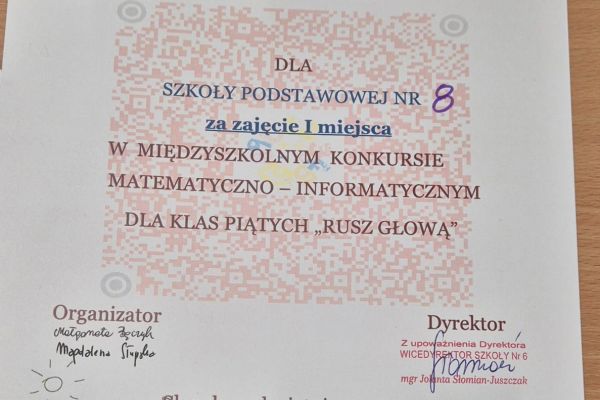 DLA
SZKOŁY PODSTAWOWEJ NR 8
za zajęcie I miejsca
W MIĘDZYSZKOLNYM KONKURSIE
MATEMATYCZNO – INFORMATYCZNYM
DLA KLAS PIĄTYCH „RUSZ GŁOWĄ”
Organizator
Małgorzata
Magdalena
Dyrektor
Z upoważnienia Dyrektora
WICEDYREKTOR SZKOŁY Nr 6
mgr Jolanta Słomian-Juszczak